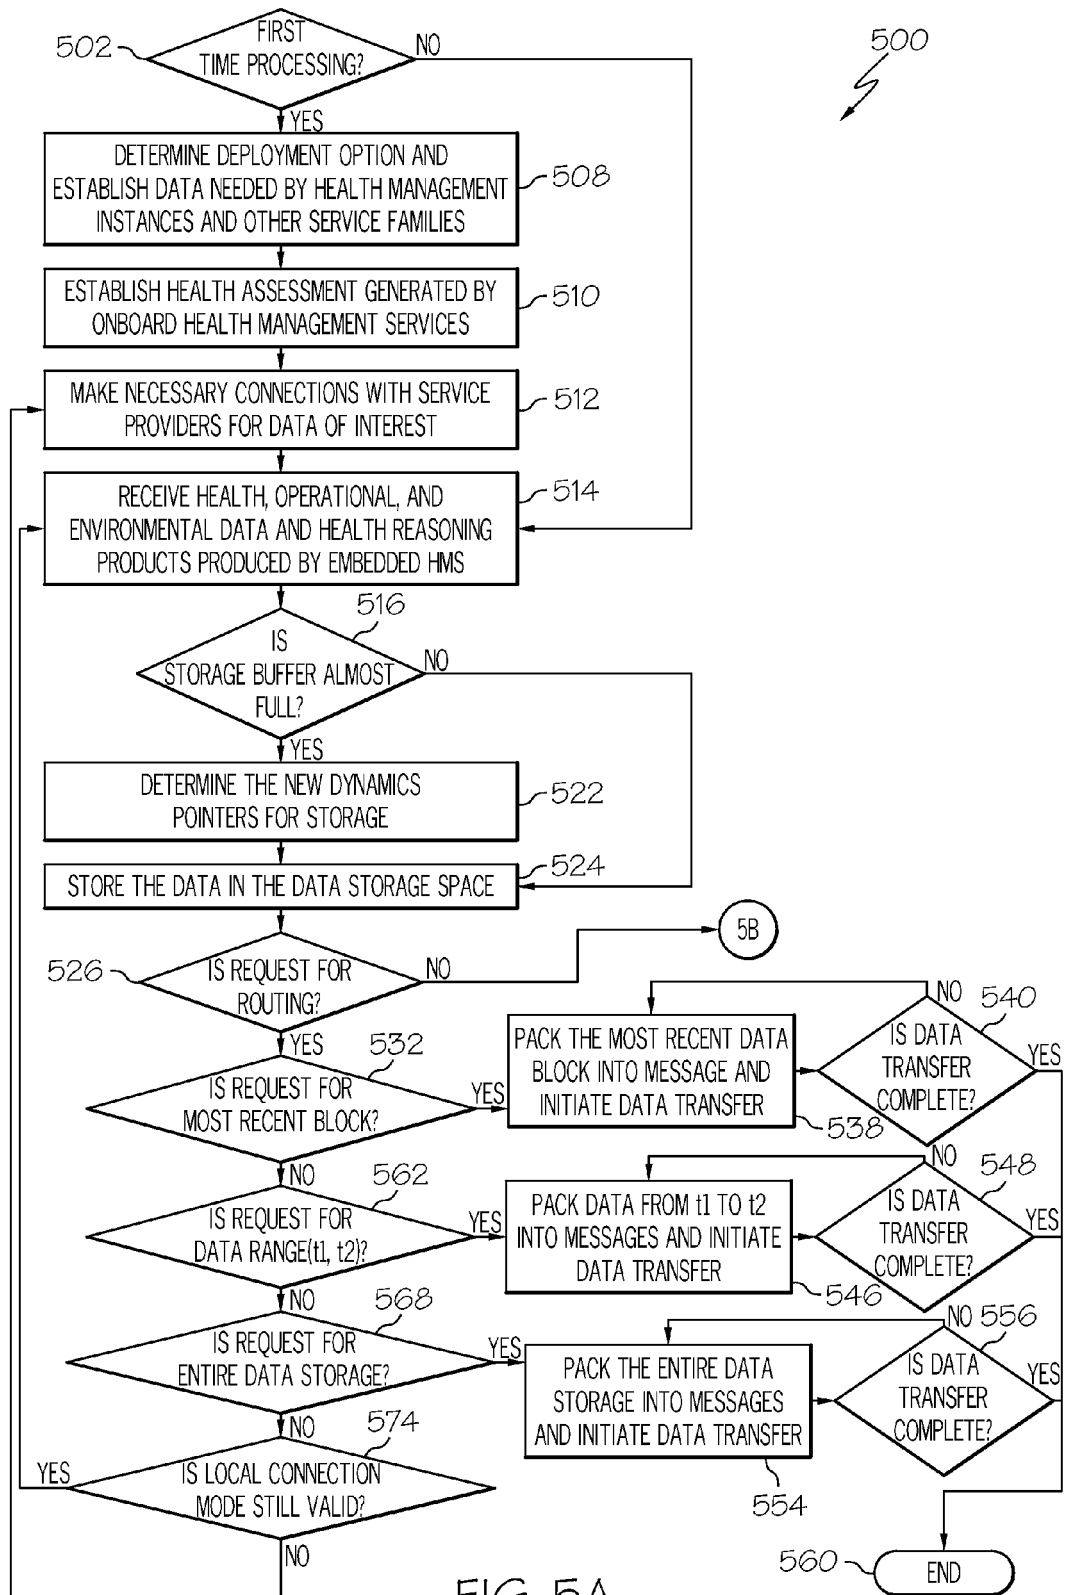 FIRST
TIME PROCESSING?
502
NO
500
YES
DETERMINE DEPLOYMENT OPTION AND
ESTABLISH DATA NEEDED BY HEALTH MANAGEMENT
INSTANCES AND OTHER SERVICE FAMILIES
508
ESTABLISH HEALTH ASSESSMENT GENERATED BY
ONBOARD HEALTH MANAGEMENT SERVICES
510
MAKE NECESSARY CONNECTIONS WITH SERVICE
PROVIDERS FOR DATA OF INTEREST
512
RECEIVE HEALTH, OPERATIONAL, AND
ENVIRONMENTAL DATA AND HEALTH REASONING
PRODUCTS PRODUCED BY EMBEDDED HMS
514
516
IS
STORAGE BUFFER ALMOST
FULL?
NO
YES
DETERMINE THE NEW DYNAMICS
POINTERS FOR STORAGE
522
STORE THE DATA IN THE DATA STORAGE SPACE
524
5B
526
IS REQUEST FOR
ROUTING?
NO
YES
532
IS REQUEST FOR
MOST RECENT BLOCK?
YES
PACK THE MOST RECENT DATA
BLOCK INTO MESSAGE AND
INITIATE DATA TRANSFER
538
NO
540
IS DATA
TRANSFER
COMPLETE?
YES
NO
562
IS REQUEST FOR
DATA RANGE(t1, t2)?
YES
PACK DATA FROM t1 TO t2
INTO MESSAGES AND INITIATE
DATA TRANSFER
546
NO
548
IS DATA
TRANSFER
COMPLETE?
YES
NO
568
IS REQUEST FOR
ENTIRE DATA STORAGE?
YES
PACK THE ENTIRE DATA
STORAGE INTO MESSAGES
AND INITIATE DATA TRANSFER
554
NO
556
IS DATA
TRANSFER
COMPLETE?
YES
NO
574
IS LOCAL CONNECTION
MODE STILL VALID?
YES
NO
560
END
FIG. 5A